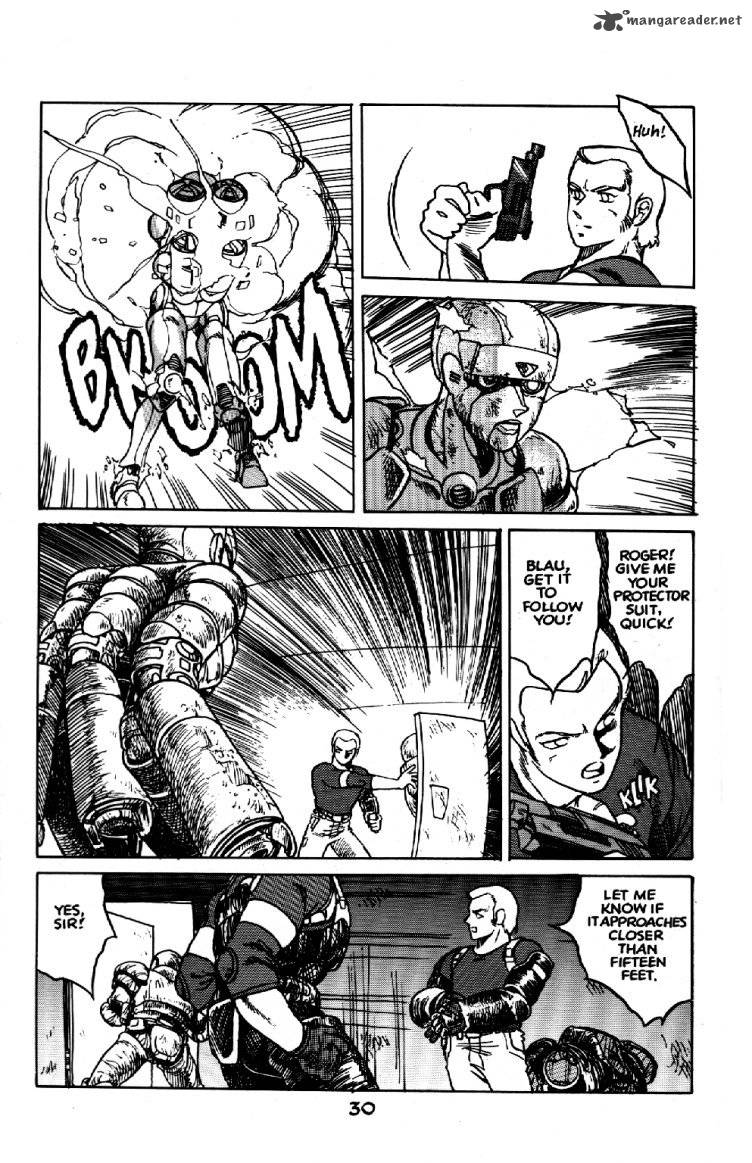 mangareader.net
BKOOOM
Huh!
ROGER!
GIVE ME
YOUR
PROTECTOR
SUIT,
QUICK!
BLAU,
GET IT
TO
FOLLOW
YOU!
KLIK
YES,
SIR!
LET ME
KNOW IF
IT APPROACHES
CLOSER
THAN
FIFTEEN
FEET.
30